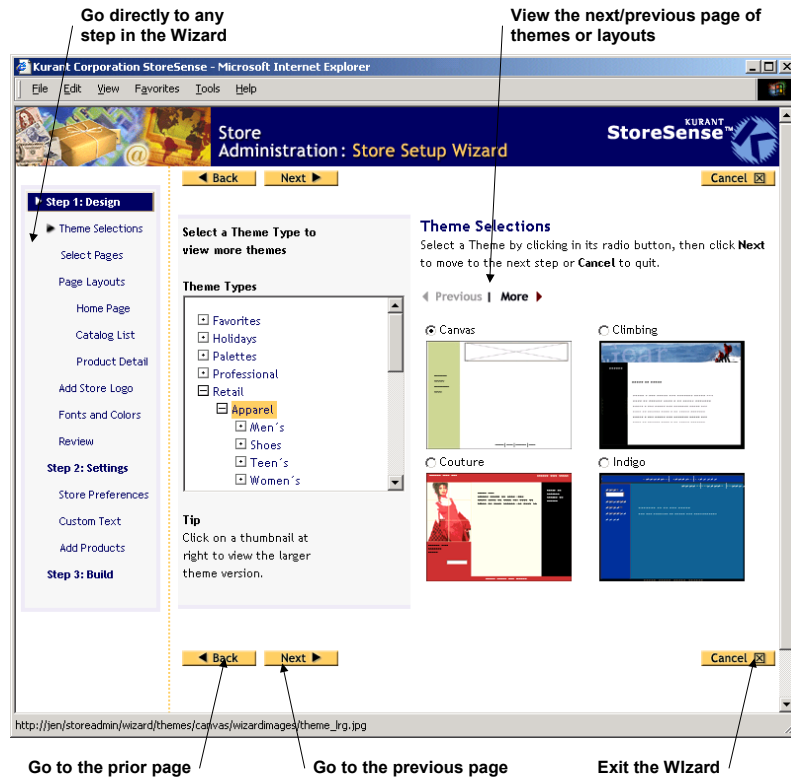 Go directly to any
step in the Wizard
View the next/previous page of
themes or layouts
Kurant Corporation StoreSense - Microsoft Internet Explorer
File Edit View Favorites Tools Help
Store
Administration : Store Setup Wizard
KURANT
StoreSense™
Back Next Cancel
Step 1: Design
Theme Selections
Select Pages
Page Layouts
Home Page
Catalog List
Product Detail
Add Store Logo
Fonts and Colors
Review
Step 2: Settings
Store Preferences
Custom Text
Add Products
Step 3: Build
Select a Theme Type to
view more themes
Theme Types
Favorites
Holidays
Palettes
Professional
Retail
Apparel
Men´s
Shoes
Teen´s
Women´s
Tip
Click on a thumbnail at
right to view the larger
theme version.
Theme Selections
Select a Theme by clicking in its radio button, then click Next
to move to the next step or Cancel to quit.
Previous | More
Canvas
Climbing
Couture
Indigo
Back Next Cancel
http://jen/storeadmin/wizard/themes/canvas/wizardimages/theme_lrg.jpg
Go to the prior page
Go to the previous page
Exit the WIzard